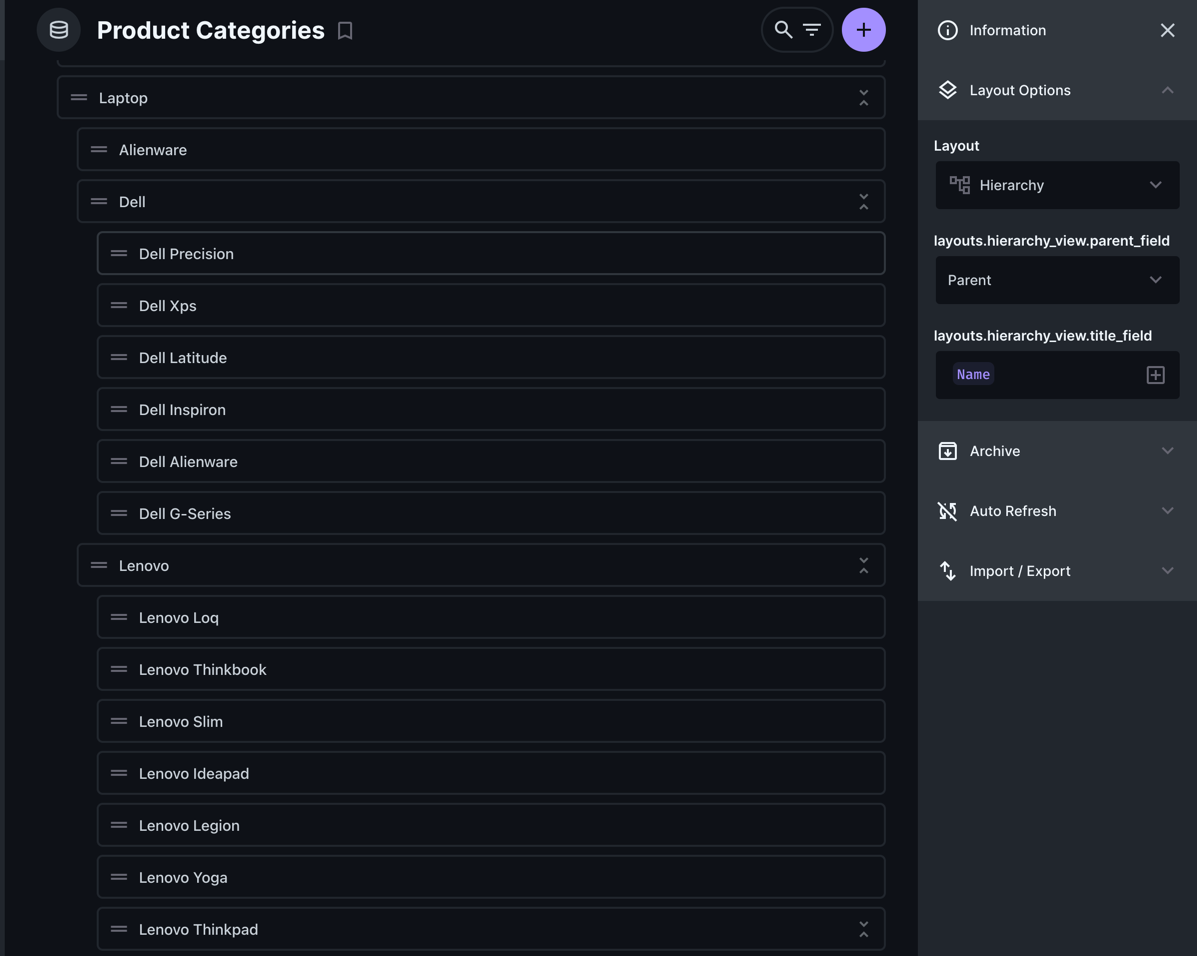 Product Categories
Laptop
Alienware
Dell
Dell Precision
Dell Xps
Dell Latitude
Dell Inspiron
Dell Alienware
Dell G-Series
Lenovo
Lenovo Loq
Lenovo Thinkbook
Lenovo Slim
Lenovo Ideapad
Lenovo Legion
Lenovo Yoga
Lenovo Thinkpad
Information
Layout Options
Layout
Hierarchy
layouts.hierarchy_view.parent_field
Parent
layouts.hierarchy_view.title_field
Name
Archive
Auto Refresh
Import / Export